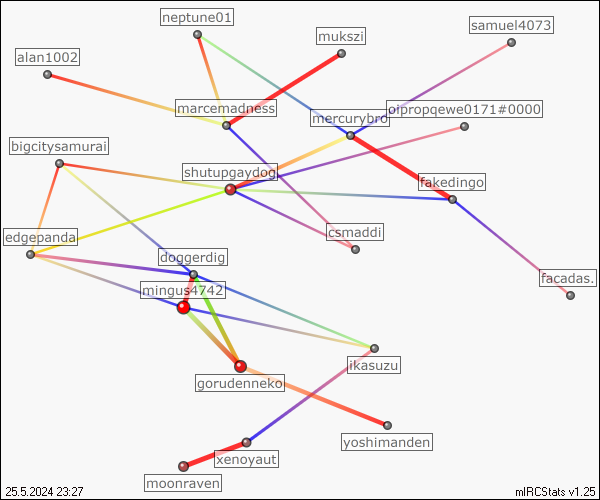 neptune01
samuel4073
mukszi
alan1002
marcemadness
pipropqewe0171#0000
mercurybro
bigcitysamurai
shutupgaydog
fakedingo
csmaddi
edgepanda
doggerdig
facadas.
mingus4742
ikasuzu
gorudenneko
yoshimanden
xenoyaut
moonraven
25.5.2024 23:27
mIRCStats v1.25